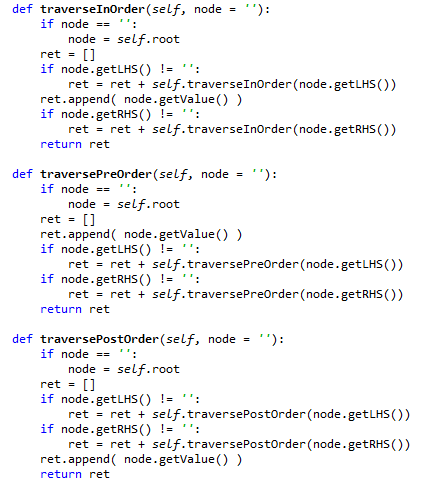 def traverseInOrder(self, node = ''):
    if node == '':
        node = self.root
    ret = []
    if node.getLHS() != '':
        ret = ret + self.traverseInOrder(node.getLHS())
    ret.append( node.getValue() )
    if node.getRHS() != '':
        ret = ret + self.traverseInOrder(node.getRHS())
    return ret

def traversePreOrder(self, node = ''):
    if node == '':
        node = self.root
    ret = []
    ret.append( node.getValue() )
    if node.getLHS() != '':
        ret = ret + self.traversePreOrder(node.getLHS())
    if node.getRHS() != '':
        ret = ret + self.traversePreOrder(node.getRHS())
    return ret

def traversePostOrder(self, node = ''):
    if node == '':
        node = self.root
    ret = []
    if node.getLHS() != '':
        ret = ret + self.traversePostOrder(node.getLHS())
    if node.getRHS() != '':
        ret = ret + self.traversePostOrder(node.getRHS())
    ret.append( node.getValue() )
    return ret